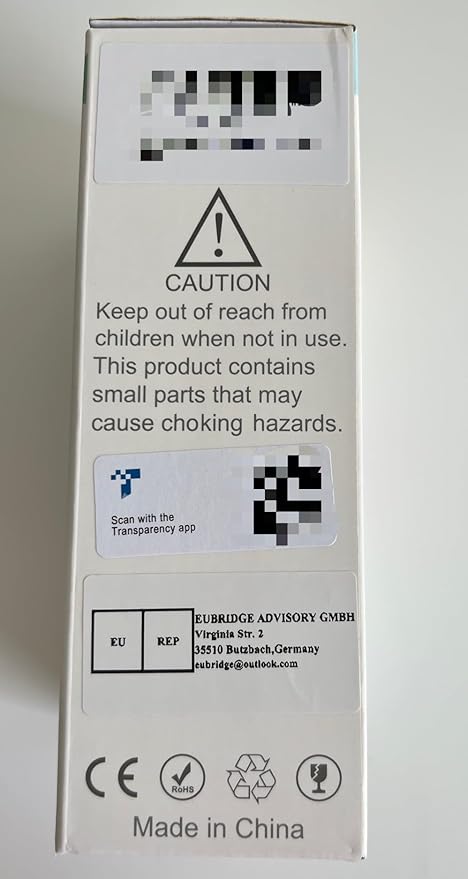 CAUTION
Keep out of reach from
children when not in use.
This product contains
small parts that may
cause choking hazards.
Scan with the
Transparency app
EU REP
EUBRIDGE ADVISORY GMBH
Virginia Str. 2
35510 Butzbach,Germany
eubridge@outlook.com
CE
RoHS
Made in China